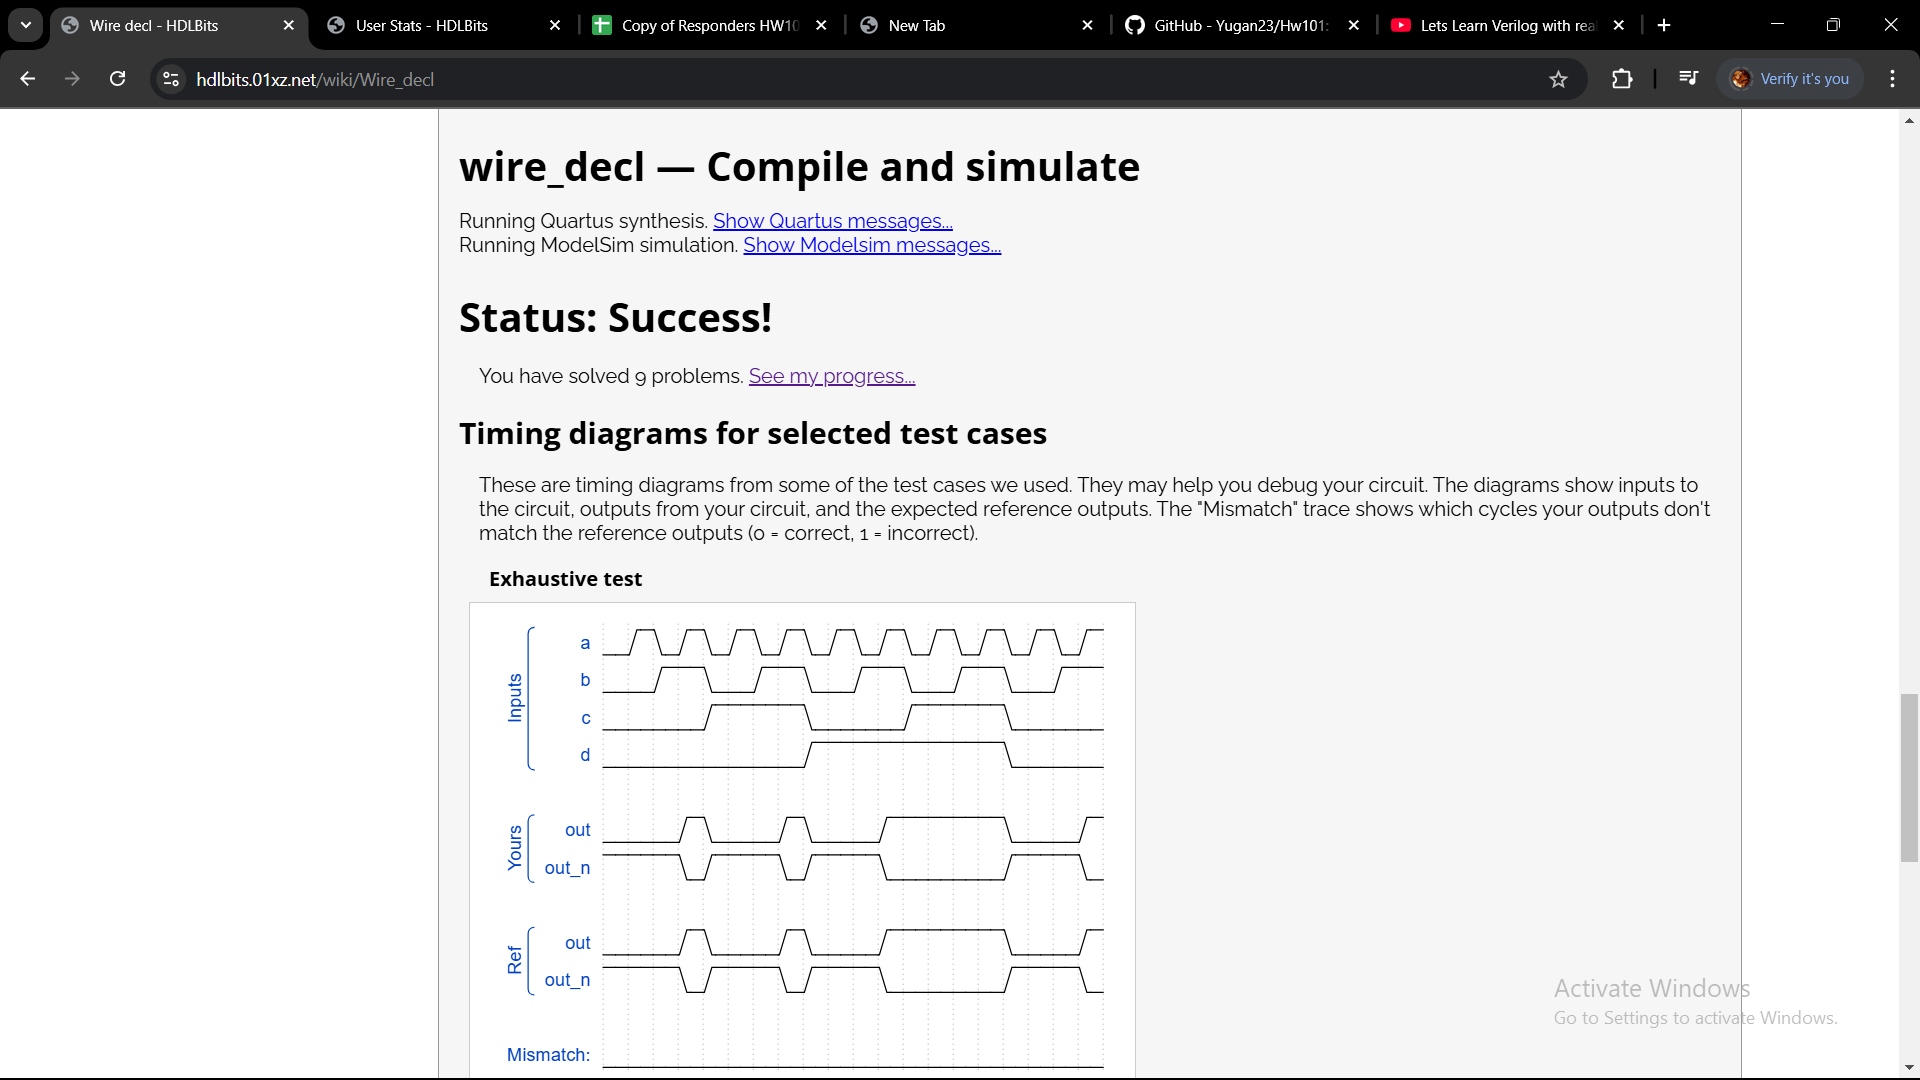 Wire decl - HDLBits
User Stats - HDLBits
Copy of Responders HW10
New Tab
GitHub - Yugan23/Hw101:
Lets Learn Verilog with rea
hdlbits.01xz.net/wiki/Wire_decl
Verify it's you
wire_decl — Compile and simulate
Running Quartus synthesis. Show Quartus messages...
Running ModelSim simulation. Show Modelsim messages...
Status: Success!
You have solved 9 problems. See my progress...
Timing diagrams for selected test cases
These are timing diagrams from some of the test cases we used. They may help you debug your circuit. The diagrams show inputs to
the circuit, outputs from your circuit, and the expected reference outputs. The "Mismatch" trace shows which cycles your outputs don't
match the reference outputs (0 = correct, 1 = incorrect).
Exhaustive test
Inputs
a
b
c
d
Yours
out
out_n
Ref
out
out_n
Mismatch:
Activate Windows
Go to Settings to activate Windows.